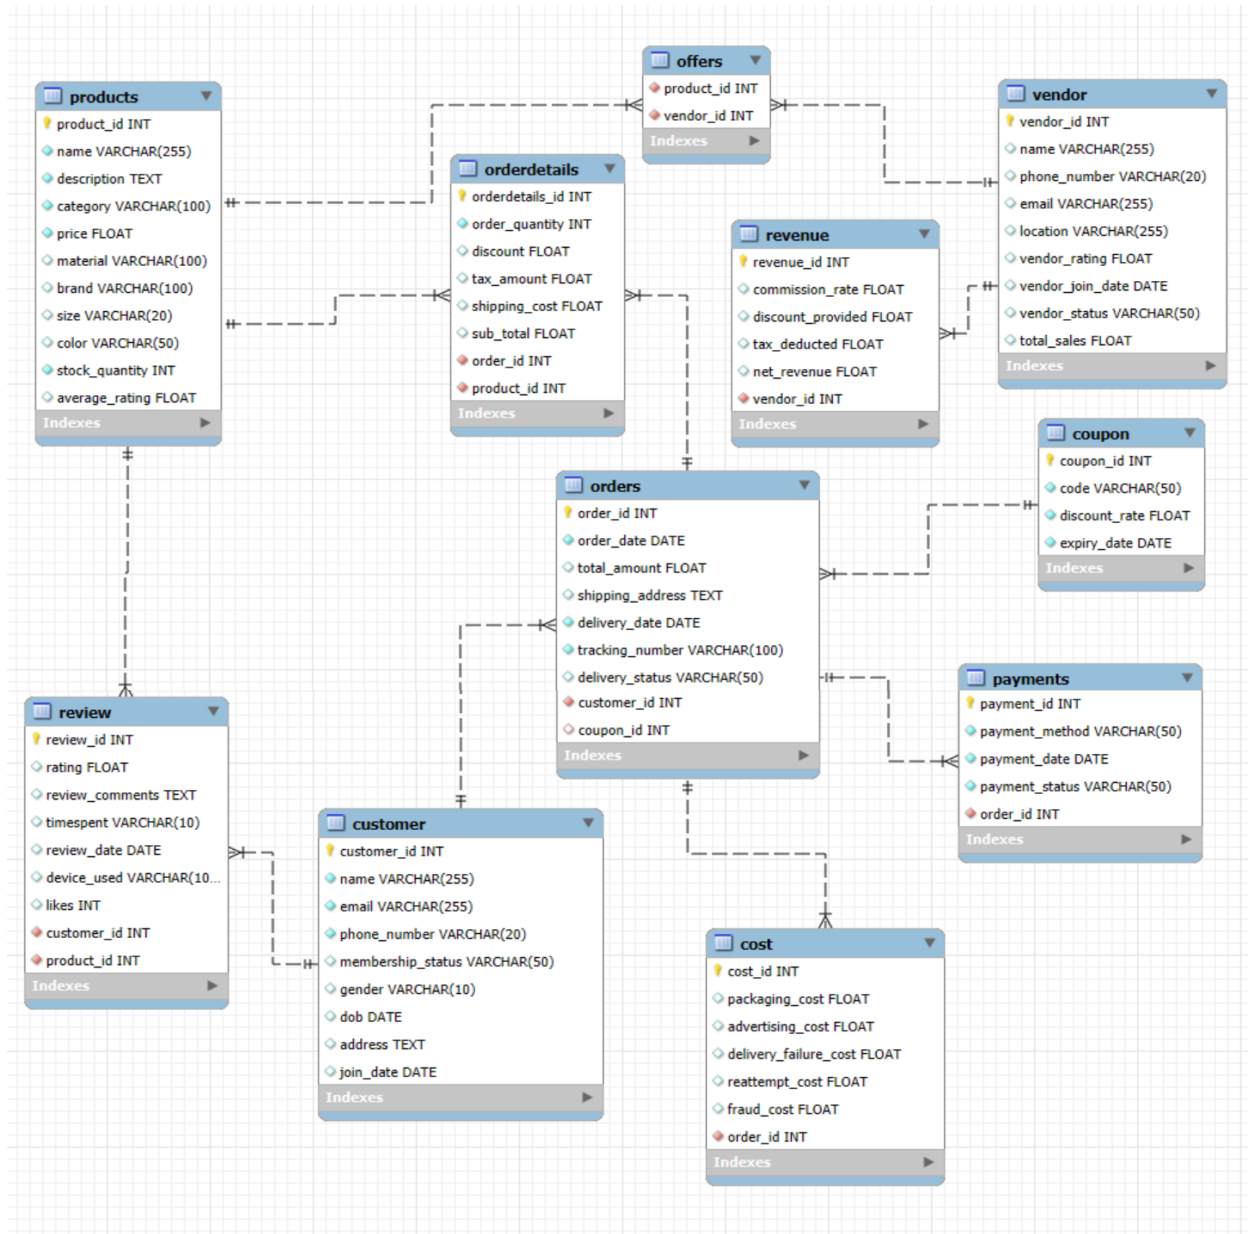 products
product_id INT
name VARCHAR(255)
description TEXT
category VARCHAR(100)
price FLOAT
material VARCHAR(100)
brand VARCHAR(100)
size VARCHAR(20)
color VARCHAR(50)
stock_quantity INT
average_rating FLOAT
Indexes
offers
product_id INT
vendor_id INT
Indexes
vendor
vendor_id INT
name VARCHAR(255)
phone_number VARCHAR(20)
email VARCHAR(255)
location VARCHAR(255)
vendor_rating FLOAT
vendor_join_date DATE
vendor_status VARCHAR(50)
total_sales FLOAT
Indexes
orderdetails
orderdetails_id INT
order_quantity INT
discount FLOAT
tax_amount FLOAT
shipping_cost FLOAT
sub_total FLOAT
order_id INT
product_id INT
Indexes
revenue
revenue_id INT
commission_rate FLOAT
discount_provided FLOAT
tax_deducted FLOAT
net_revenue FLOAT
vendor_id INT
Indexes
coupon
coupon_id INT
code VARCHAR(50)
discount_rate FLOAT
expiry_date DATE
Indexes
orders
order_id INT
order_date DATE
total_amount FLOAT
shipping_address TEXT
delivery_date DATE
tracking_number VARCHAR(100)
delivery_status VARCHAR(50)
customer_id INT
coupon_id INT
Indexes
payments
payment_id INT
payment_method VARCHAR(50)
payment_date DATE
payment_status VARCHAR(50)
order_id INT
Indexes
review
review_id INT
rating FLOAT
review_comments TEXT
timespent VARCHAR(10)
review_date DATE
device_used VARCHAR(10...
likes INT
customer_id INT
product_id INT
Indexes
customer
customer_id INT
name VARCHAR(255)
email VARCHAR(255)
phone_number VARCHAR(20)
membership_status VARCHAR(50)
gender VARCHAR(10)
dob DATE
address TEXT
join_date DATE
Indexes
cost
cost_id INT
packaging_cost FLOAT
advertising_cost FLOAT
delivery_failure_cost FLOAT
reattempt_cost FLOAT
fraud_cost FLOAT
order_id INT
Indexes